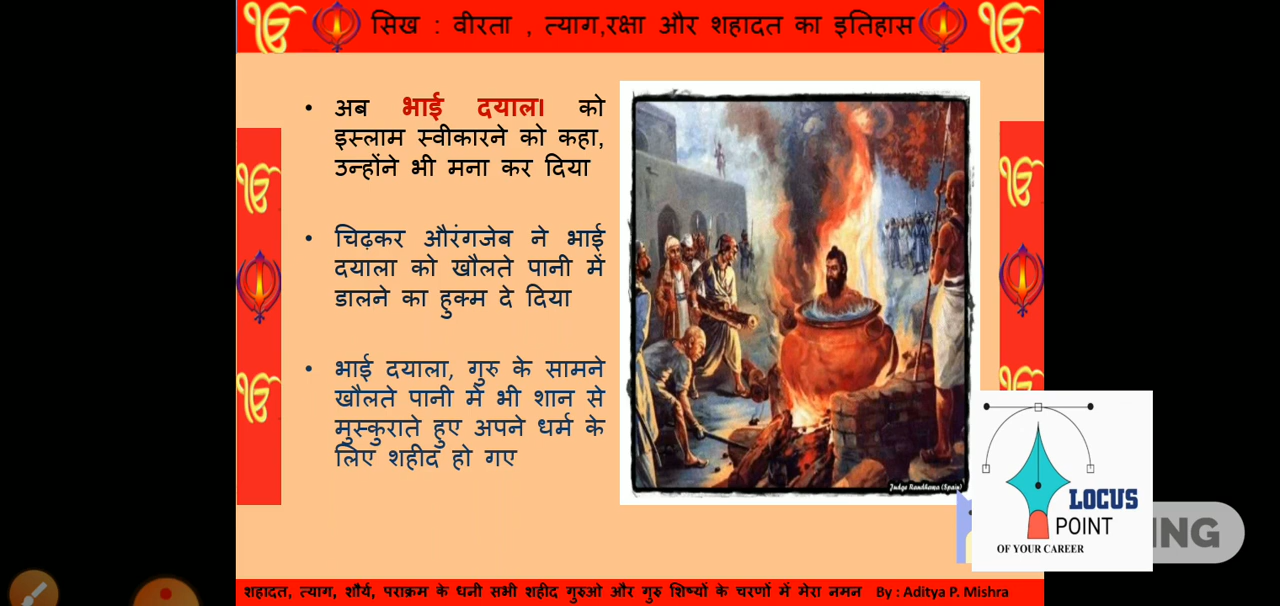 सिख : वीरता , त्याग,रक्षा और शहादत का इतिहास
• अब भाई दयाला को
इस्लाम स्वीकारने को कहा,
उन्होंने भी मना कर दिया
• चिढ़कर औरंगजेब ने भाई
दयाला को खौलते पानी में
डालने का हुक्म दे दिया
• भाई दयाला, गुरु के सामने
खौलते पानी में भी शान से
मुस्कुराते हुए अपने धर्म के
लिए शहीद हो गए
Judge Randhawa (Spain)
LOCUS
POINT
OF YOUR CAREER
ING
शहादत, त्याग, शौर्य, पराक्रम के धनी सभी शहीद गुरुओ और गुरु शिष्यों के चरणों में मेरा नमन By : Aditya P. Mishra